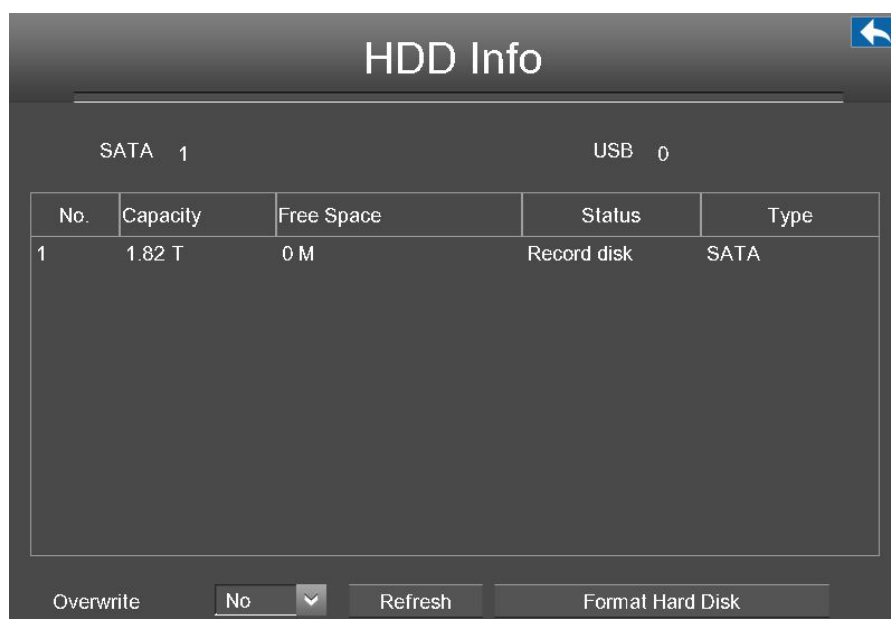 HDD Info
SATA 1 USB 0
No. Capacity Free Space Status Type
1 1.82 T 0 M Record disk SATA
Overwrite No Refresh Format Hard Disk